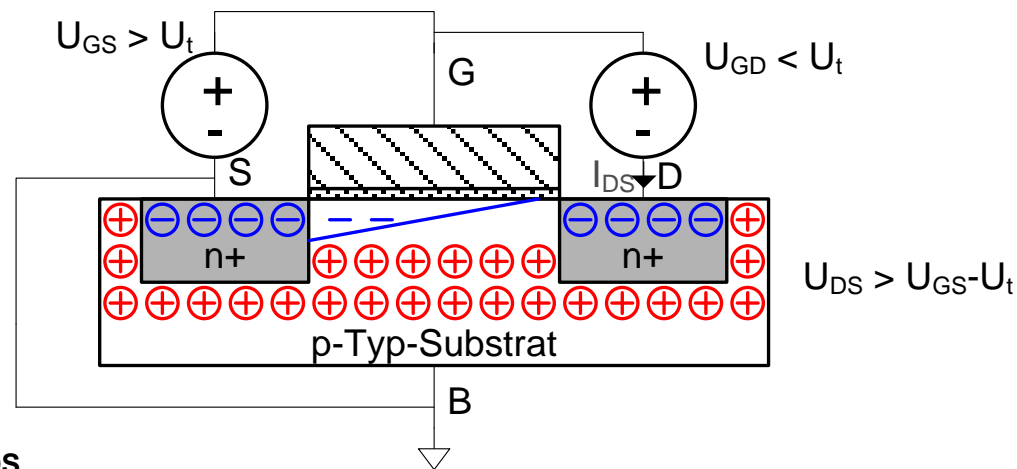 U_GS > U_t
+
-
G
+
-
U_GD < U_t
S
I_DS
D
n+
n+
U_DS > U_GS-U_t
p-Typ-Substrat
B